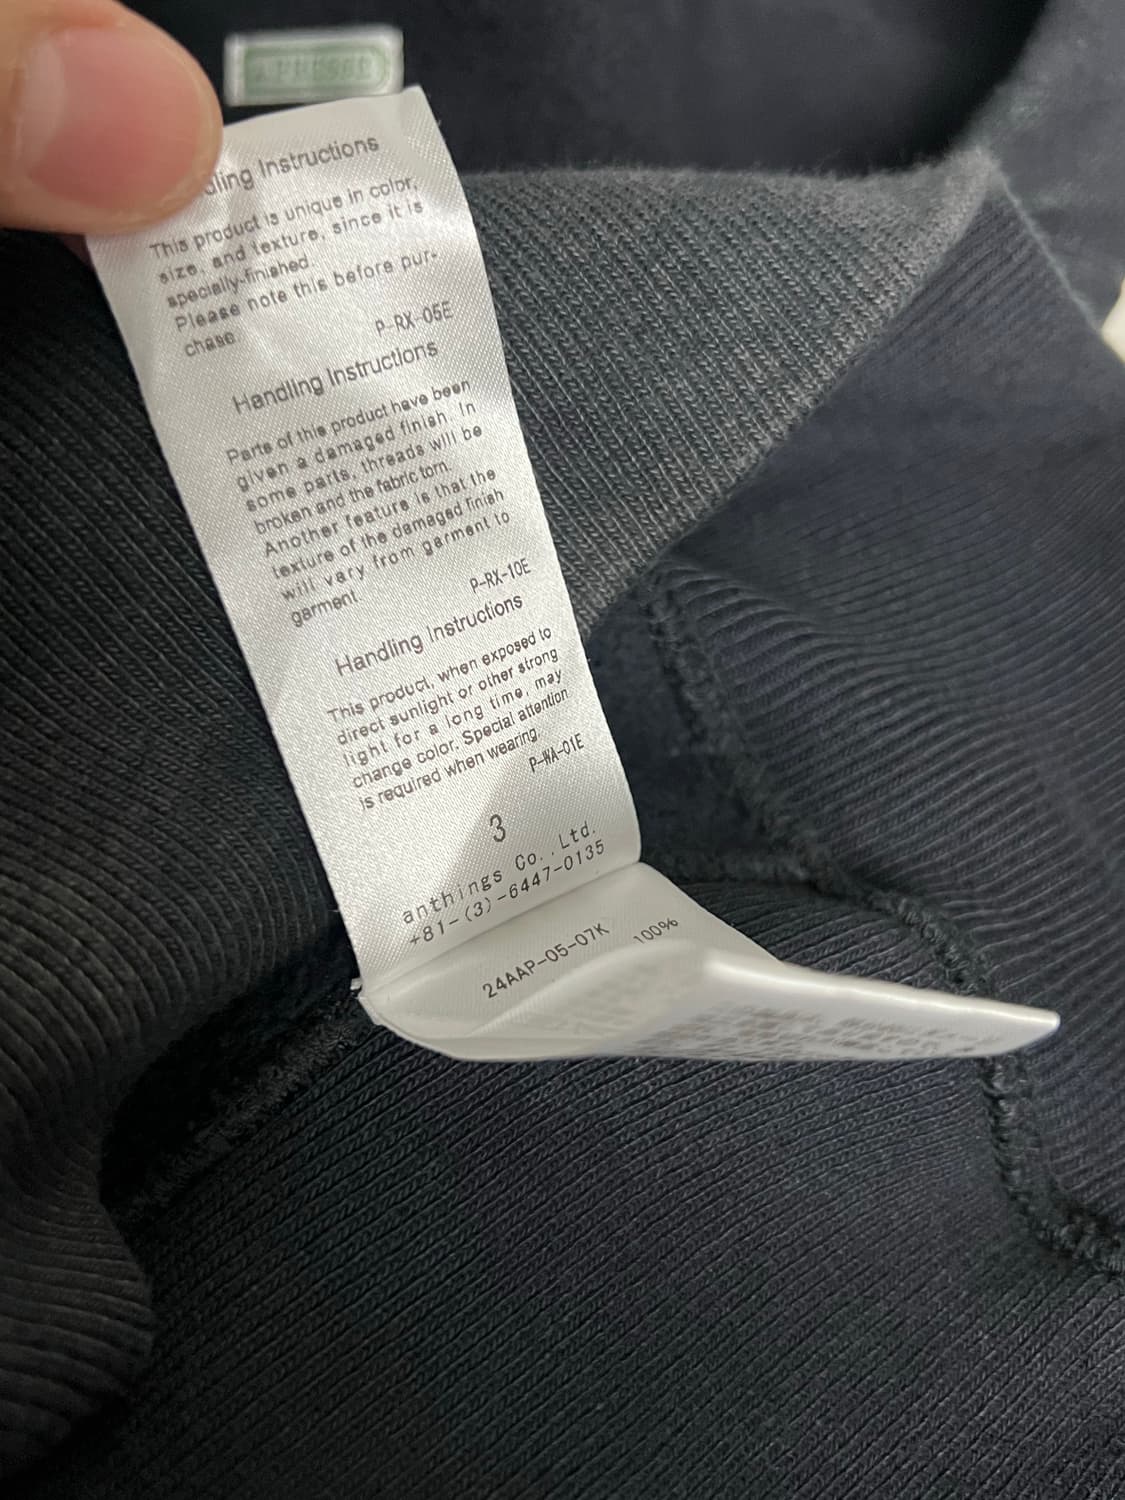 A.PRESSE
dling Instructions
This product is unique in color,
size, and texture, since it is
specially-finished.
Please note this before pur-
chase.
P-RX-05E
Handling Instructions
Parts of this product have been
given a damaged finish. In
some parts, threads will be
broken and the fabric torn.
Another feature is that the
texture of the damaged finish
will vary from garment to
garment.
P-RX-10E
Handling Instructions
This product, when exposed to
direct sunlight or other strong
light for a long time, may
change color. Special attention
is required when wearing.
P-WA-01E
3
anthings Co.,Ltd.
+81-(3)-6447-0135
24AAP-05-07K 100%